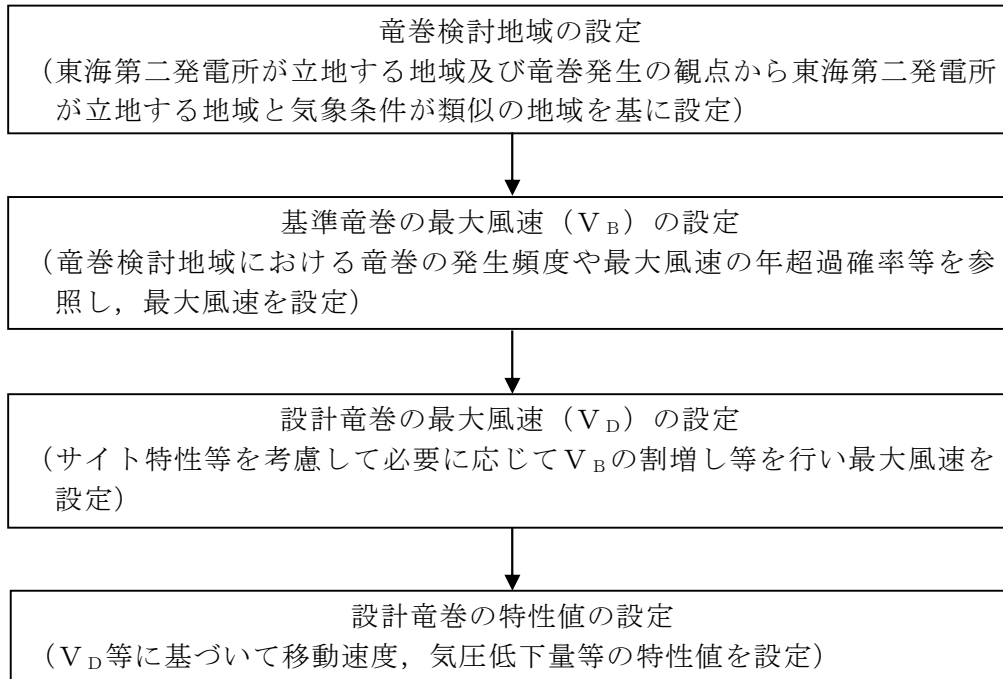 竜巻検討地域の設定
（東海第二発電所が立地する地域及び竜巻発生の観点から東海第二発電所
が立地する地域と気象条件が類似の地域を基に設定）
基準竜巻の最大風速（ＶB）の設定
（竜巻検討地域における竜巻の発生頻度や最大風速の年超過確率等を参
照し，最大風速を設定）
設計竜巻の最大風速（ＶD）の設定
（サイト特性等を考慮して必要に応じてＶBの割増し等を行い最大風速を
設定）
設計竜巻の特性値の設定
（ＶD等に基づいて移動速度，気圧低下量等の特性値を設定）